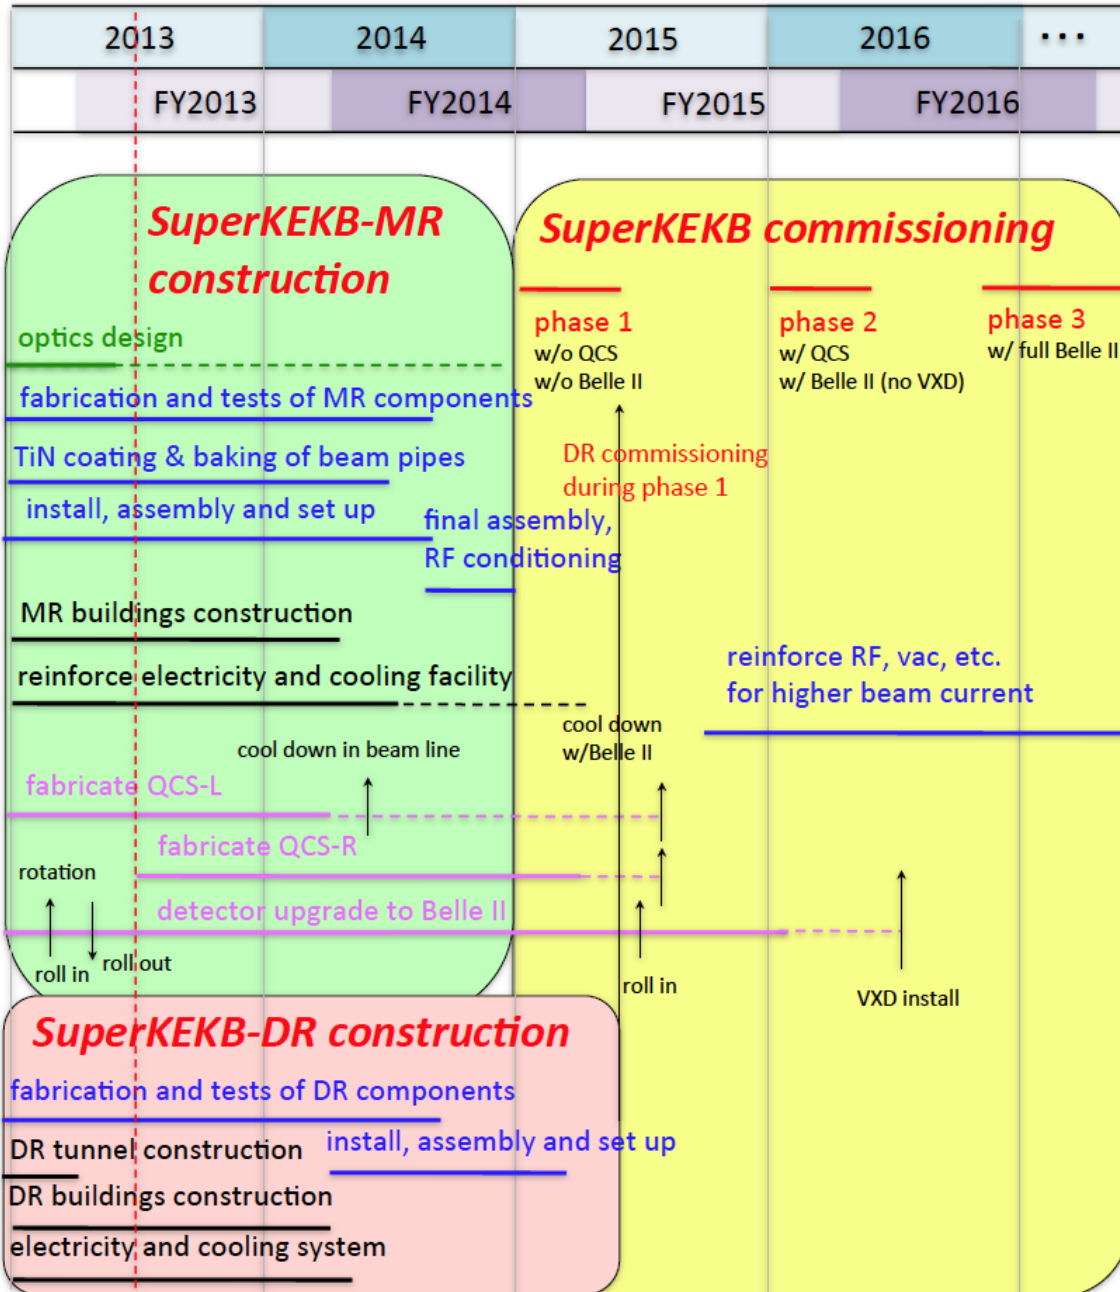 2013 2014 2015 2016 ...
FY2013 FY2014 FY2015 FY2016
SuperKEKB-MR
construction
optics design
fabrication and tests of MR components
TiN coating & baking of beam pipes
install, assembly and set up
final assembly,
RF conditioning
MR buildings construction
reinforce electricity and cooling facility
cool down in beam line
fabricate QCS-L
fabricate QCS-R
rotation
detector upgrade to Belle II
roll in
roll out
SuperKEKB commissioning
phase 1
w/o QCS
w/o Belle II
phase 2
w/ QCS
w/ Belle II (no VXD)
phase 3
w/ full Belle II
DR commissioning
during phase 1
reinforce RF, vac, etc.
for higher beam current
cool down
w/Belle II
roll in
VXD install
SuperKEKB-DR construction
fabrication and tests of DR components
install, assembly and set up
DR tunnel construction
DR buildings construction
electricity and cooling system